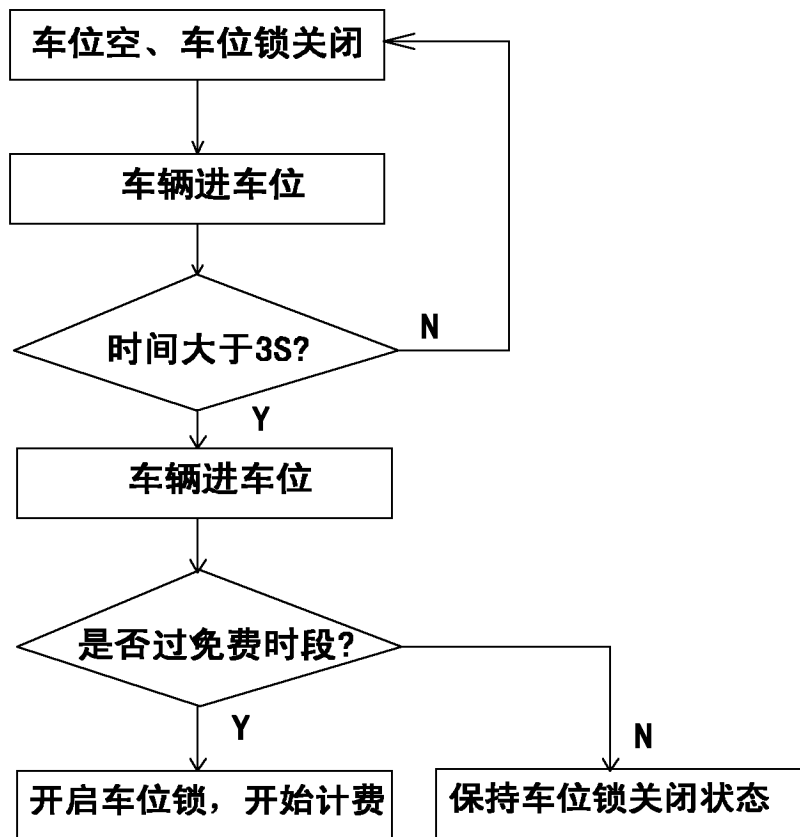 车位空、车位锁关闭
车辆进车位
时间大于3S?
N
Y
车辆进车位
是否过免费时段?
Y
N
开启车位锁，开始计费
保持车位锁关闭状态